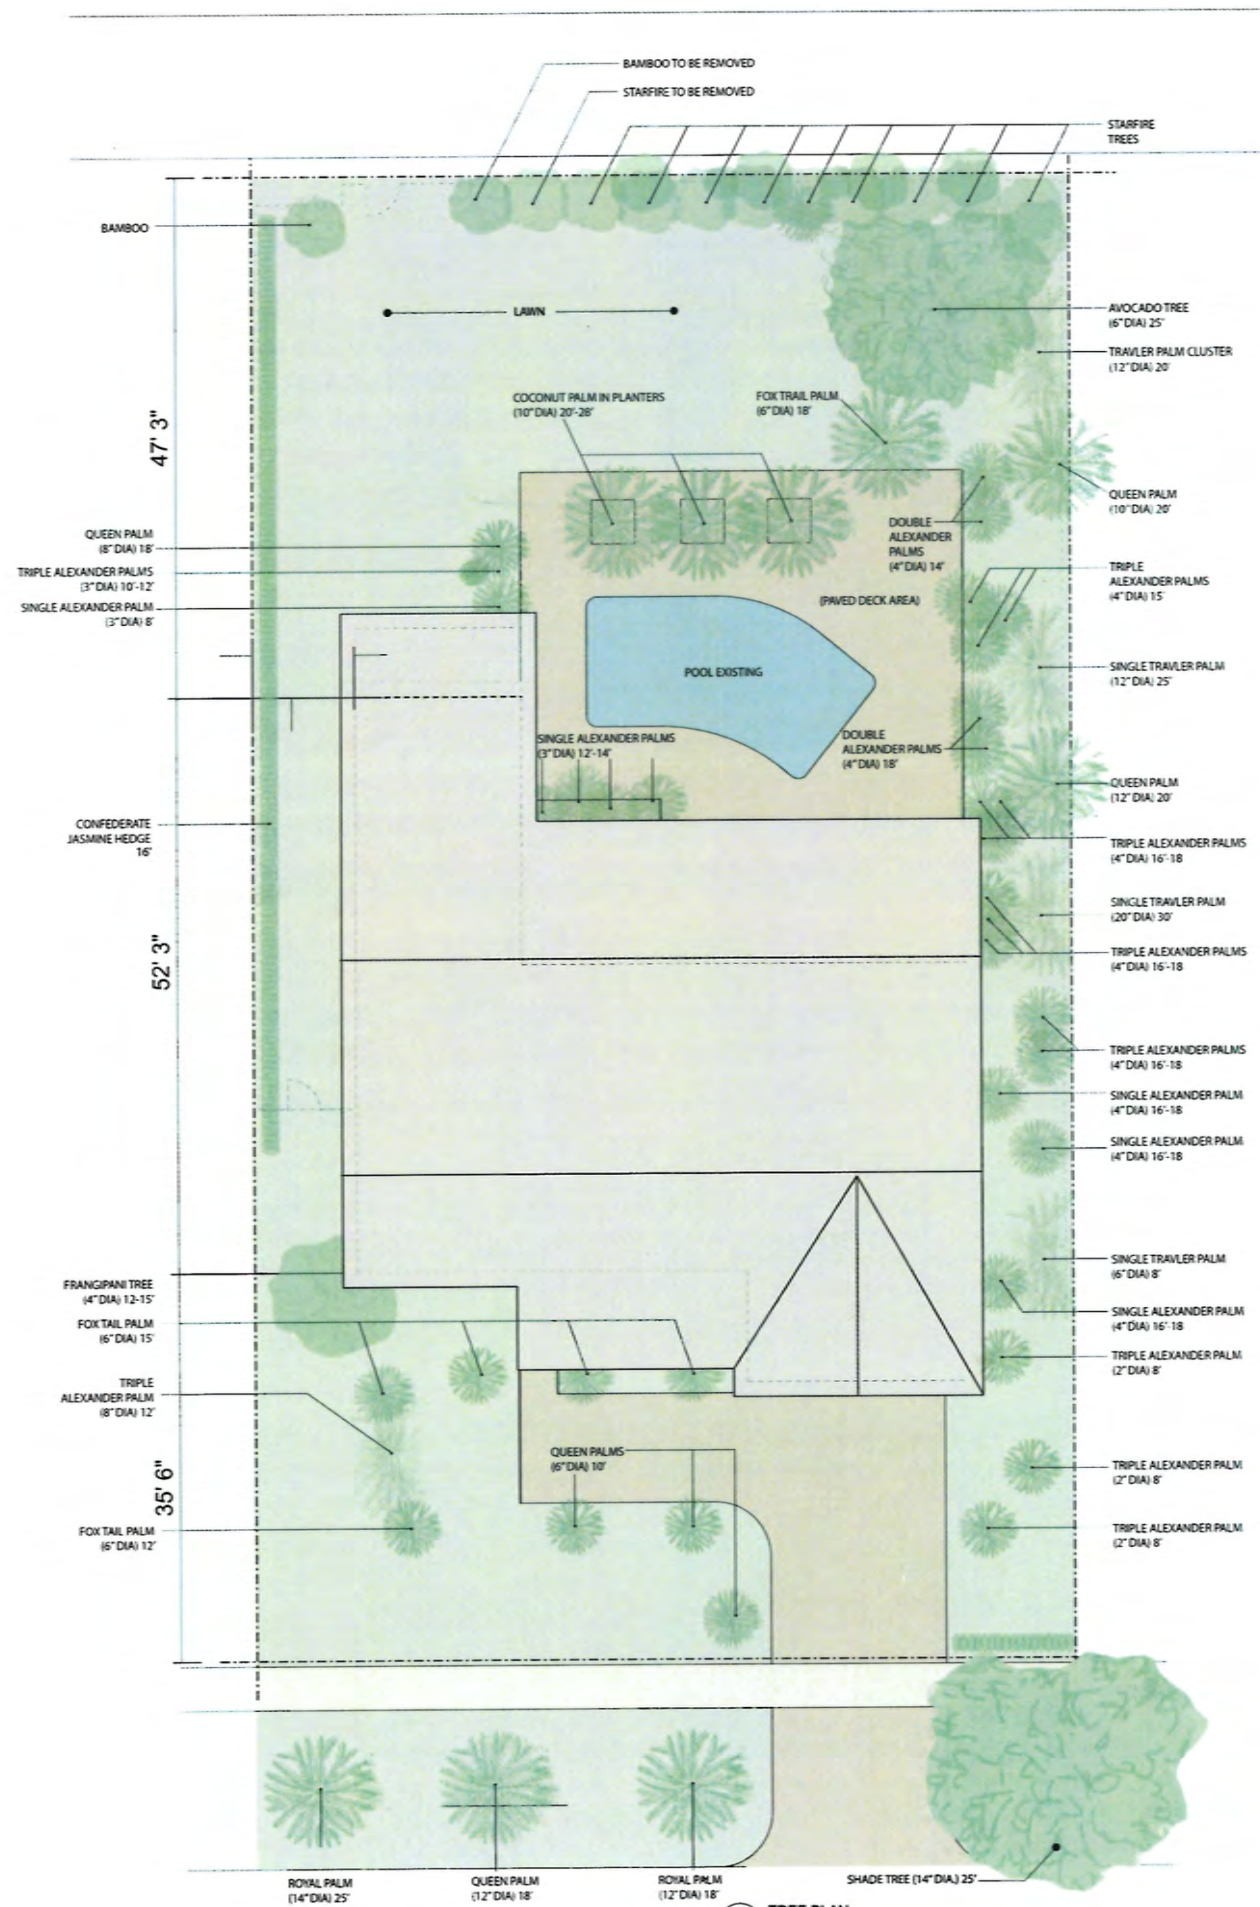 BAMBOO TO BE REMOVED
STARFIRE TO BE REMOVED
STARFIRE
TREES
BAMBOO
LAWN
AVOCADO TREE
(6" DIA) 25'
TRAVLER PALM CLUSTER
(12" DIA) 20'
COCONUT PALM IN PLANTERS
(10" DIA) 20'-28'
FOX TRAIL PALM
(6" DIA) 18'
47' 3"
QUEEN PALM
(10" DIA) 20'
DOUBLE
ALEXANDER
PALMS
(4" DIA) 14'
QUEEN PALM
(8" DIA) 18'
TRIPLE ALEXANDER PALMS
(3" DIA) 10'-12'
SINGLE ALEXANDER PALM
(3" DIA) 8'
TRIPLE
ALEXANDER PALMS
(4" DIA) 15'
(PAVED DECK AREA)
POOL EXISTING
SINGLE TRAVLER PALM
(12" DIA) 25'
SINGLE ALEXANDER PALMS
(3" DIA) 12'-14'
DOUBLE
ALEXANDER PALMS
(4" DIA) 18'
QUEEN PALM
(12" DIA) 20'
CONFEDERATE
JASMINE HEDGE
16'
TRIPLE ALEXANDER PALMS
(4" DIA) 16'-18
SINGLE TRAVLER PALM
(20" DIA) 30'
TRIPLE ALEXANDER PALMS
(4" DIA) 16'-18
52' 3"
TRIPLE ALEXANDER PALMS
(4" DIA) 16'-18
SINGLE ALEXANDER PALM
(4" DIA) 16'-18
SINGLE ALEXANDER PALM
(4" DIA) 16'-18
SINGLE TRAVLER PALM
(6" DIA) 8'
FRANGIPANI TREE
(4" DIA) 12-15'
SINGLE ALEXANDER PALM
(4" DIA) 16'-18
FOX TAIL PALM
(6" DIA) 15'
TRIPLE ALEXANDER PALM
(2" DIA) 8'
TRIPLE
ALEXANDER PALM
(8" DIA) 12'
QUEEN PALMS
(6" DIA) 10'
TRIPLE ALEXANDER PALM
(2" DIA) 8'
35' 6"
FOX TAIL PALM
(6" DIA) 12'
TRIPLE ALEXANDER PALM
(2" DIA) 8'
ROYAL PALM
(14" DIA) 25'
QUEEN PALM
(12" DIA) 18'
ROYAL PALM
(12" DIA) 18'
SHADE TREE (14" DIA.) 25'
TREE PLAN